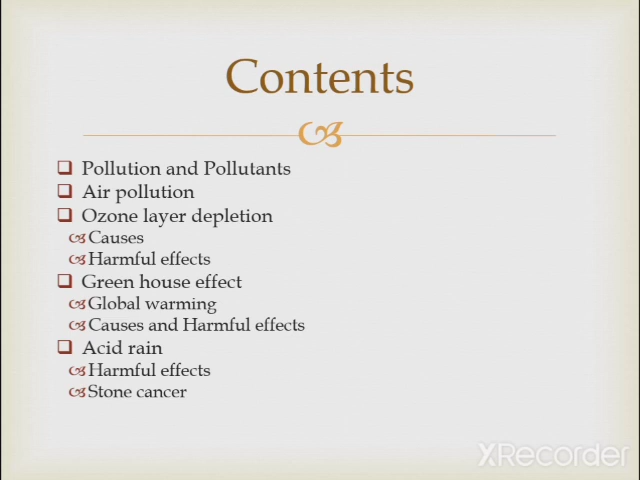 Contents
Pollution and Pollutants
Air pollution
Ozone layer depletion
Causes
Harmful effects
Green house effect
Global warming
Causes and Harmful effects
Acid rain
Harmful effects
Stone cancer
XRecorder